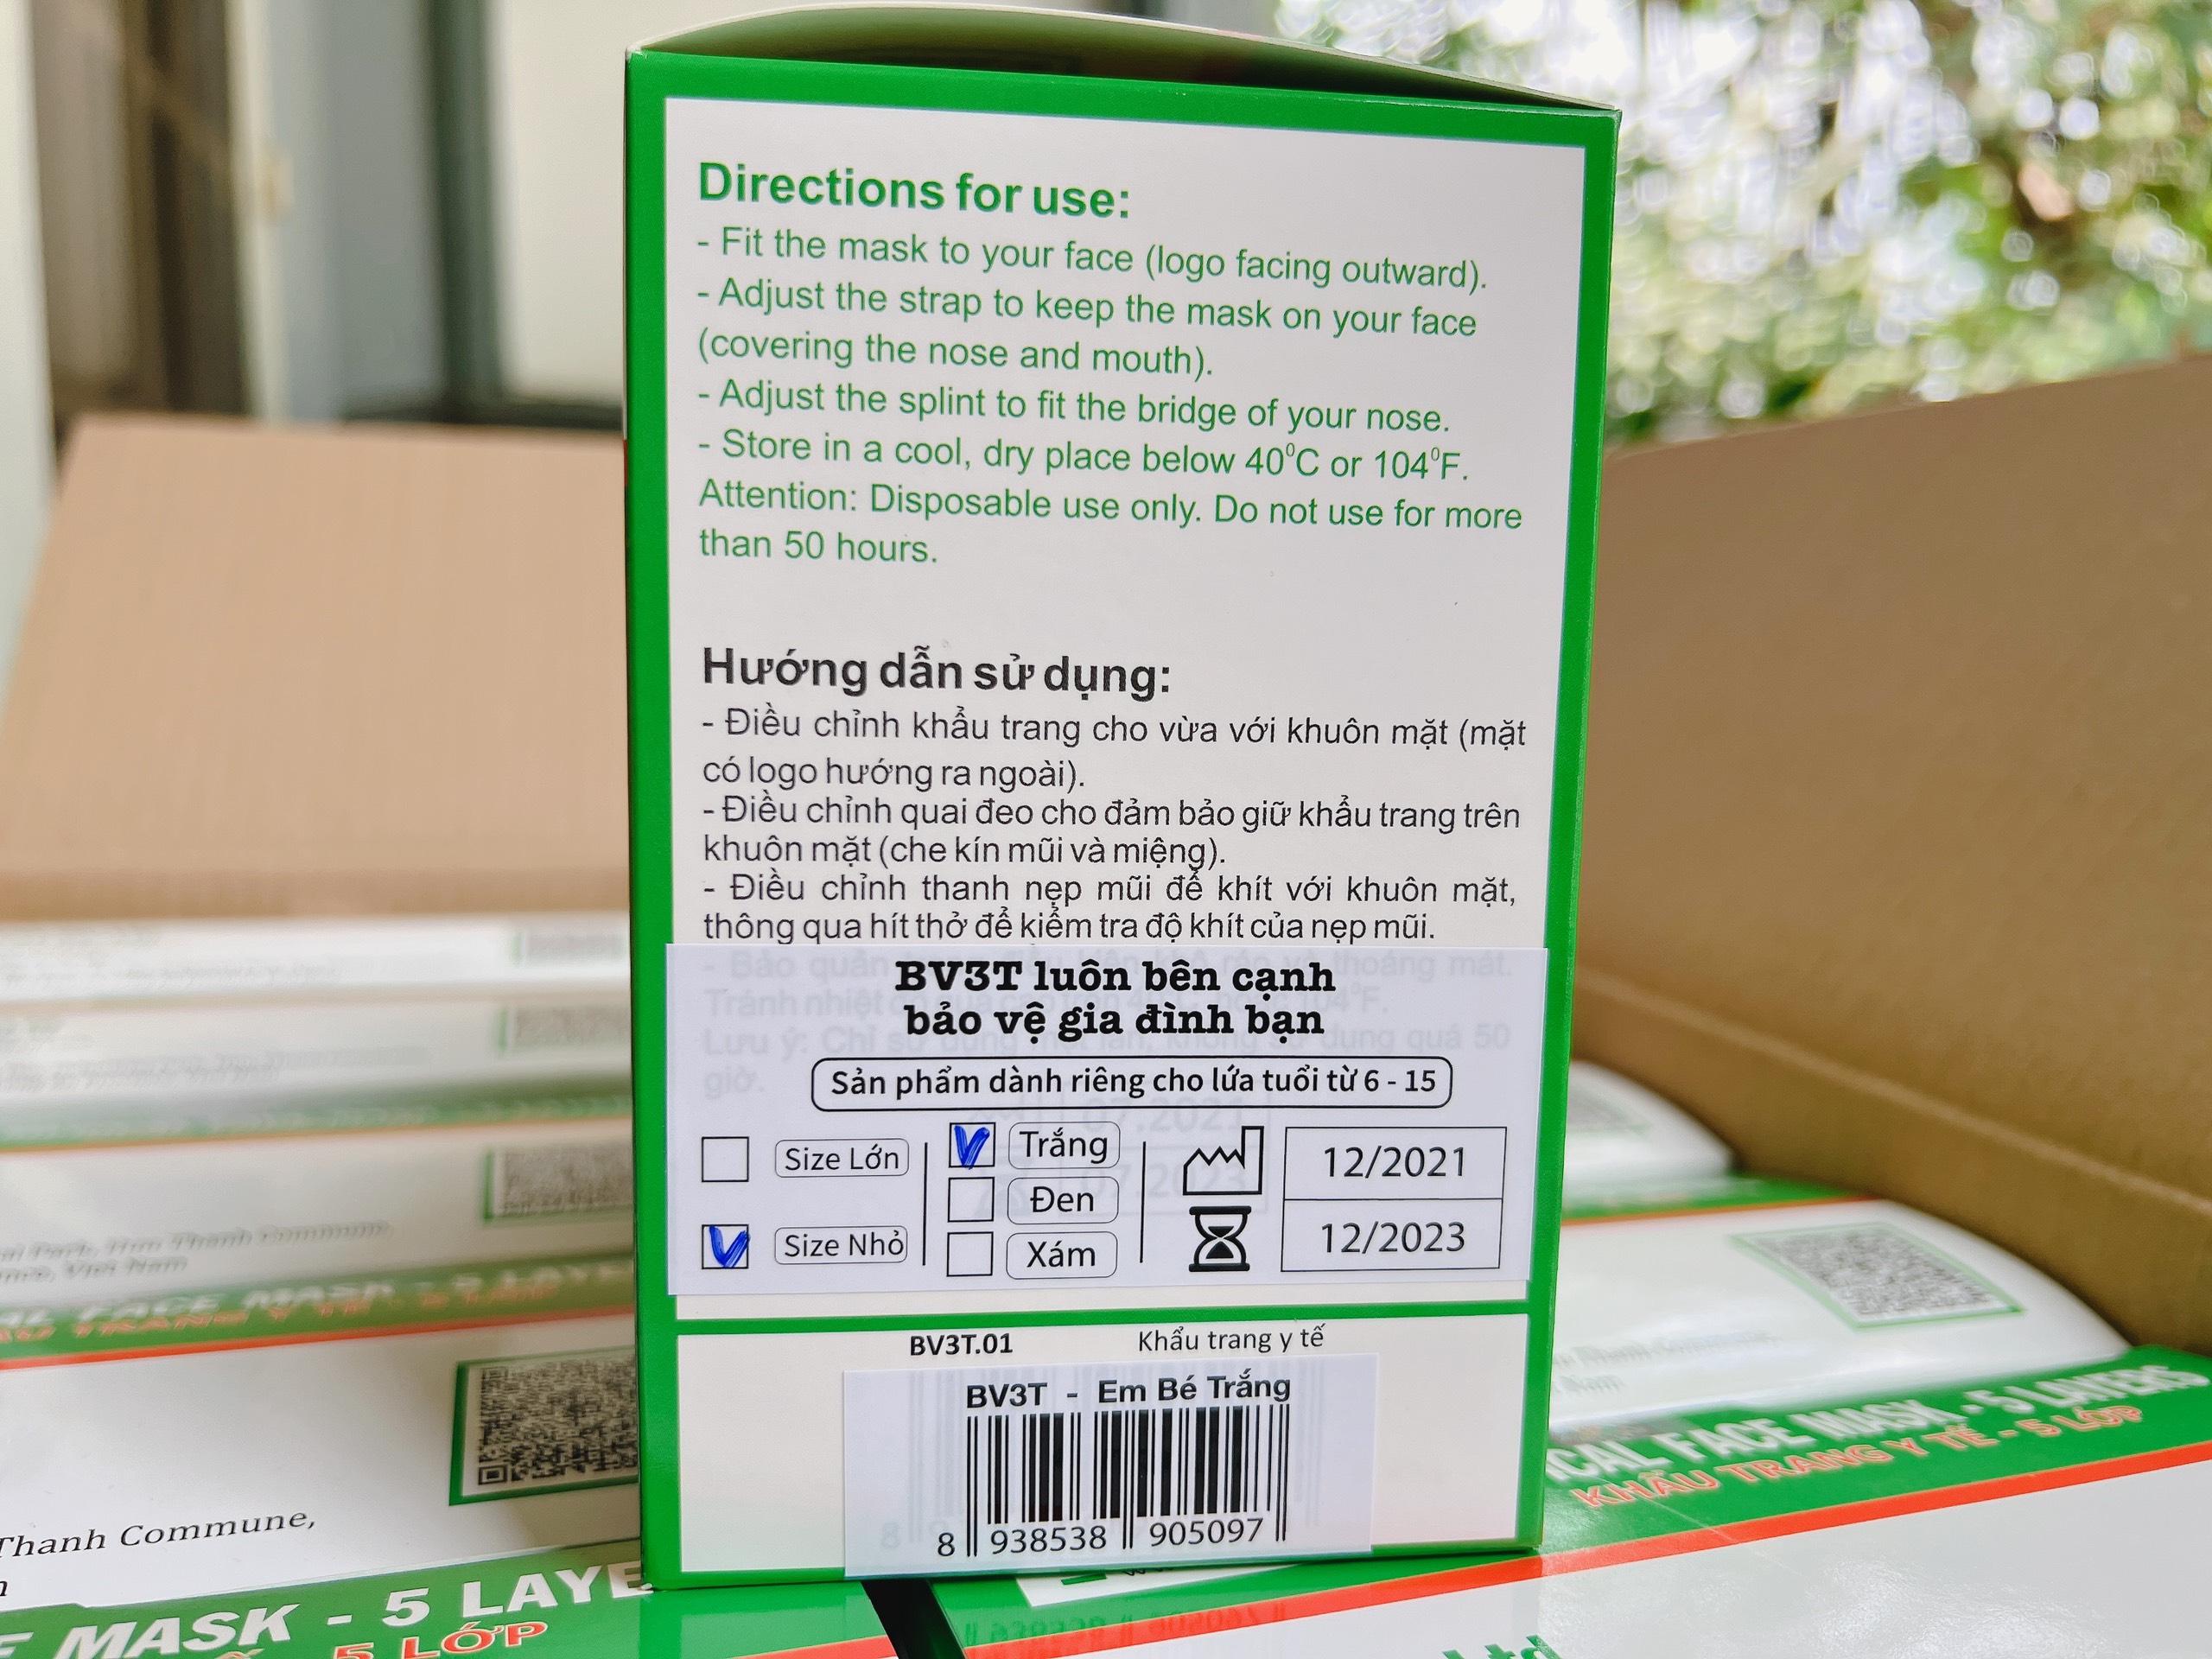 Directions for use:
- Fit the mask to your face (logo facing outward).
- Adjust the strap to keep the mask on your face
(covering the nose and mouth).
- Adjust the splint to fit the bridge of your nose.
- Store in a cool, dry place below 40⁰C or 104⁰F.
Attention: Disposable use only. Do not use for more
than 50 hours.
Hướng dẫn sử dụng:
- Điều chỉnh khẩu trang cho vừa với khuôn mặt (mặt
có logo hướng ra ngoài).
- Điều chỉnh quai đeo cho đảm bảo giữ khẩu trang trên
khuôn mặt (che kín mũi và miệng).
- Điều chỉnh thanh nẹp mũi để khít với khuôn mặt,
thông qua hít thở để kiểm tra độ khít của nẹp mũi.
BV3T luôn bên cạnh
bảo vệ gia đình bạn
Sản phẩm dành riêng cho lứa tuổi từ 6 - 15
Size Lớn
Size Nhỏ
Trắng
Đen
Xám
12/2021
12/2023
BV3T.01 Khẩu trang y tế
BV3T - Em Bé Trắng
8 938538 905097
Thanh Commune,
MASK - 5 LAYE
5 LỚP
FACE MASK - 5 LAYERS
KHẨU TRANG Y TẾ - 5 LỚP